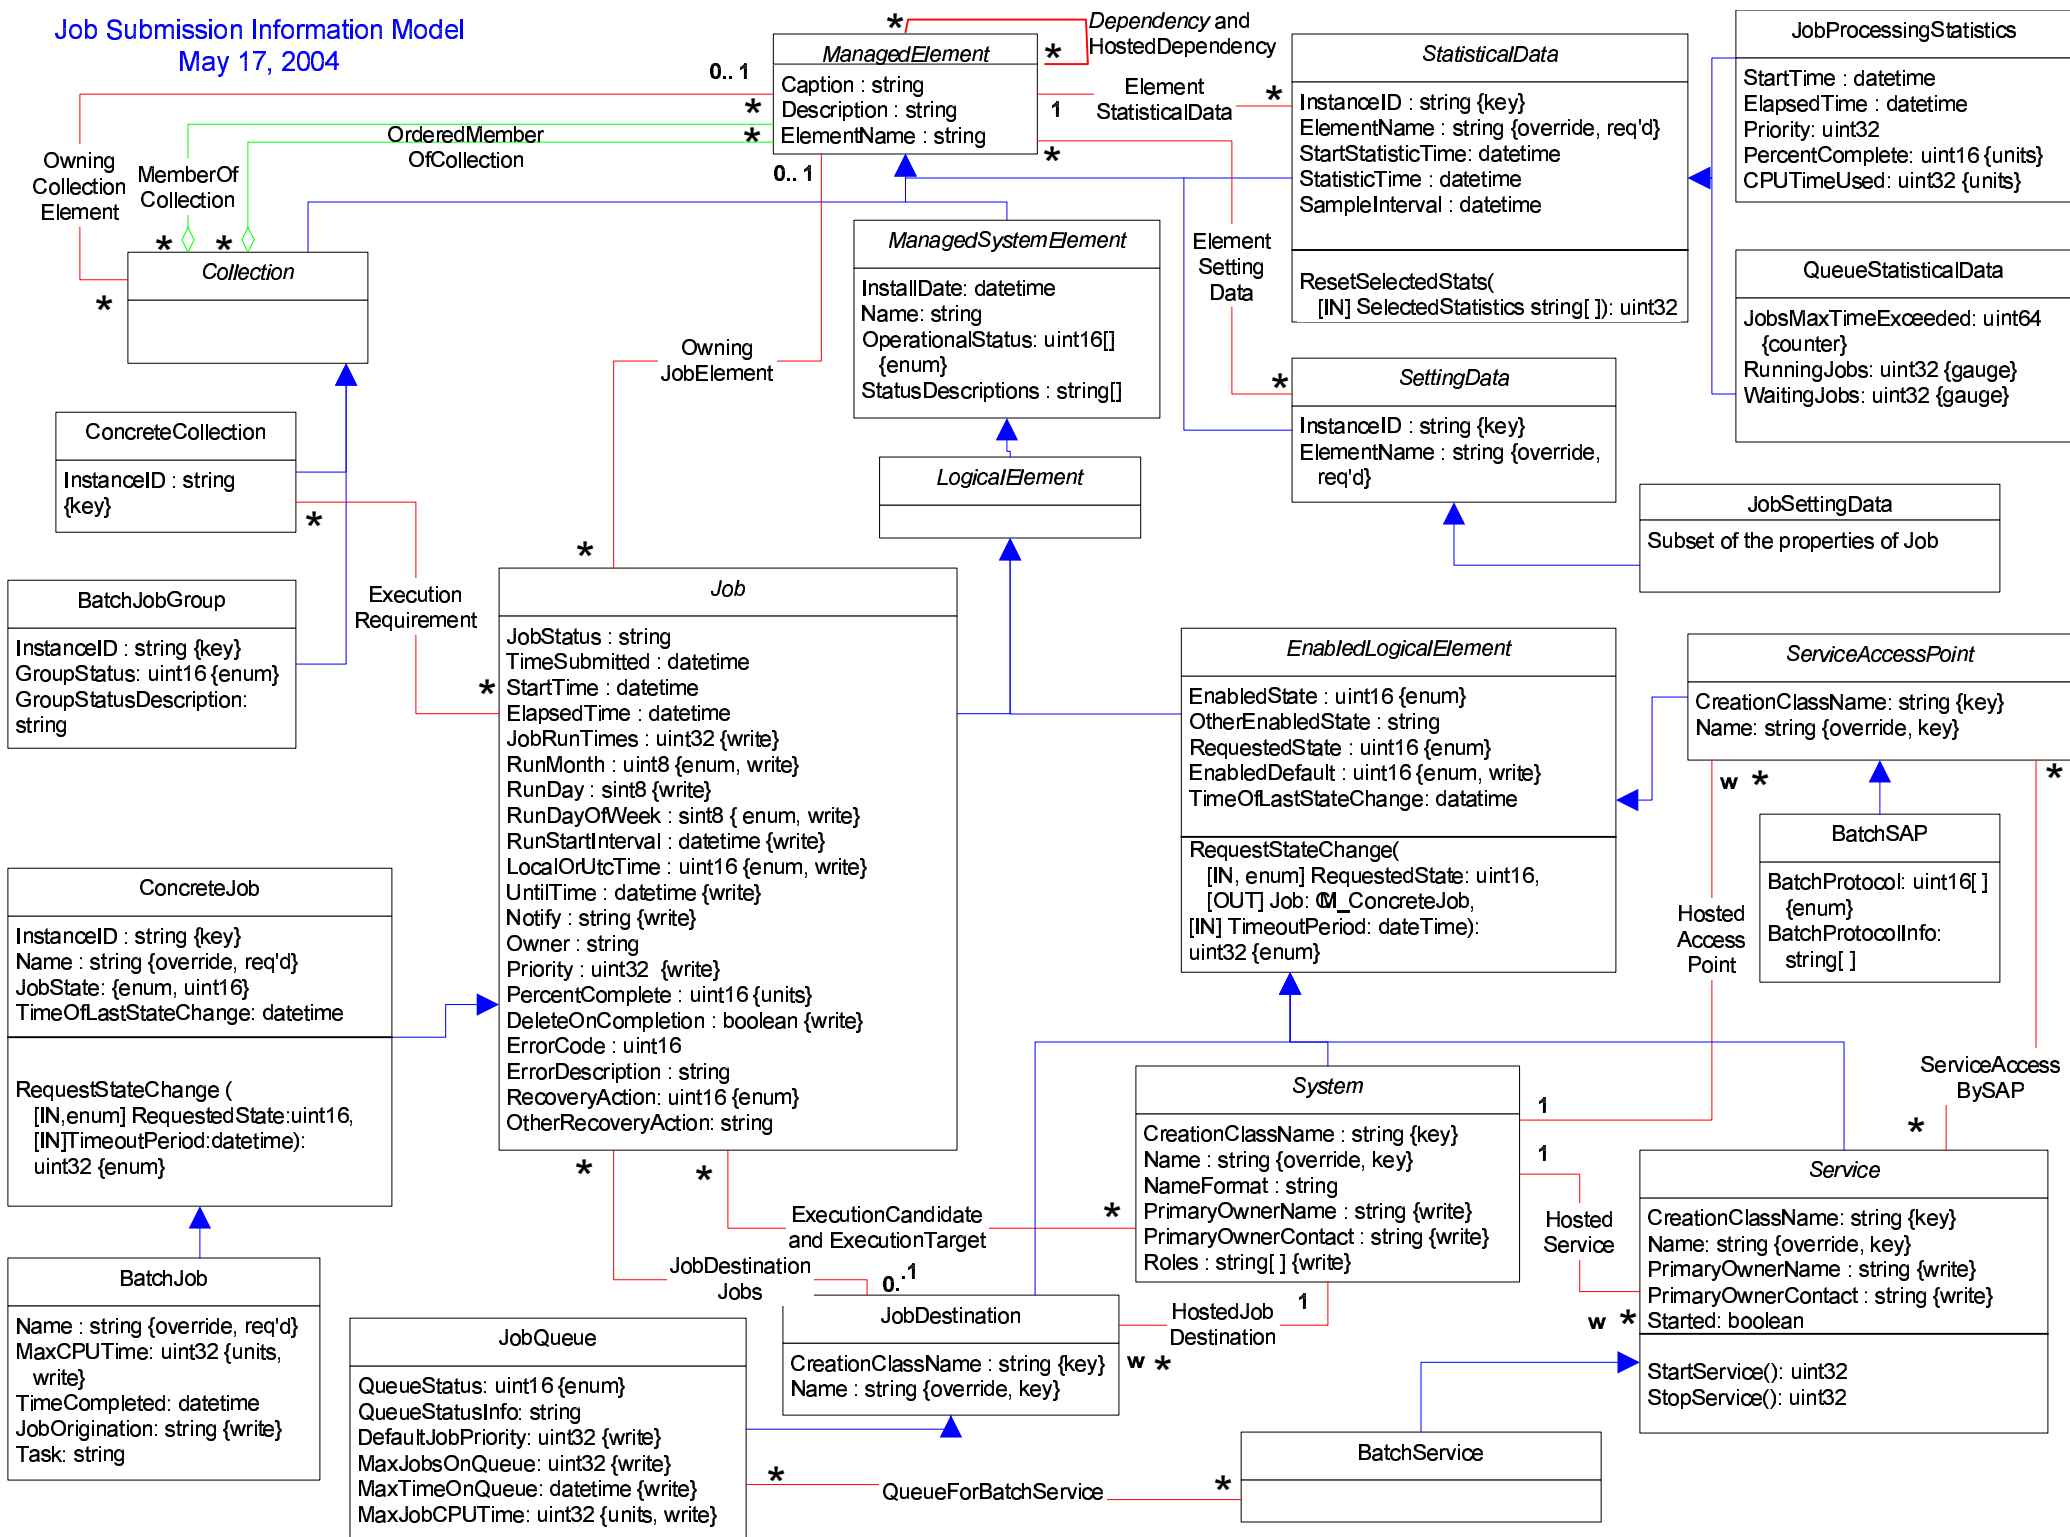 Job Submission Information Model
May 17, 2004
ManagedElement
Caption : string
Description : string
ElementName : string
Dependency and
HostedDependency
*
*
0.. 1
*
*
0.. 1
1
*
*
Element
StatisticalData
StatisticalData
InstanceID : string {key}
ElementName : string {override, req'd}
StartStatisticTime: datetime
StatisticTime : datetime
SampleInterval : datetime
ResetSelectedStats(
[IN] SelectedStatistics string[ ]): uint32
JobProcessingStatistics
StartTime : datetime
ElapsedTime : datetime
Priority: uint32
PercentComplete: uint16 {units}
CPUTimeUsed: uint32 {units}
QueueStatisticalData
JobsMaxTimeExceeded: uint64
{counter}
RunningJobs: uint32 {gauge}
WaitingJobs: uint32 {gauge}
Owning
Collection
Element
MemberOf
Collection
OrderedMember
OfCollection
*
*
*
Collection
ManagedSystemElement
InstallDate: datetime
Name: string
OperationalStatus: uint16[]
{enum}
StatusDescriptions : string[]
Element
Setting
Data
*
SettingData
InstanceID : string {key}
ElementName : string {override,
req'd}
JobSettingData
Subset of the properties of Job
Owning
JobElement
*
ConcreteCollection
InstanceID : string
{key}
*
LogicalElement
BatchJobGroup
InstanceID : string {key}
GroupStatus: uint16 {enum}
GroupStatusDescription:
string
Execution
Requirement
*
Job
JobStatus : string
TimeSubmitted : datetime
StartTime : datetime
ElapsedTime : datetime
JobRunTimes : uint32 {write}
RunMonth : uint8 {enum, write}
RunDay : sint8 {write}
RunDayOfWeek : sint8 { enum, write}
RunStartInterval : datetime {write}
LocalOrUtcTime : uint16 {enum, write}
UntilTime : datetime {write}
Notify : string {write}
Owner : string
Priority : uint32 {write}
PercentComplete : uint16 {units}
DeleteOnCompletion : boolean {write}
ErrorCode : uint16
ErrorDescription : string
RecoveryAction: uint16 {enum}
OtherRecoveryAction: string
EnabledLogicalElement
EnabledState : uint16 {enum}
OtherEnabledState : string
RequestedState : uint16 {enum}
EnabledDefault : uint16 {enum, write}
TimeOfLastStateChange: datatime
RequestStateChange(
[IN, enum] RequestedState: uint16,
[OUT] Job: CIM_ConcreteJob,
[IN] TimeoutPeriod: dateTime):
uint32 {enum}
ServiceAccessPoint
CreationClassName: string {key}
Name: string {override, key}
w *
*
BatchSAP
BatchProtocol: uint16[ ]
{enum}
BatchProtocolInfo:
string[ ]
Hosted
Access
Point
ServiceAccess
BySAP
*
ConcreteJob
InstanceID : string {key}
Name : string {override, req'd}
JobState: {enum, uint16}
TimeOfLastStateChange: datetime
RequestStateChange (
[IN,enum] RequestedState:uint16,
[IN]TimeoutPeriod:datetime):
uint32 {enum}
System
CreationClassName : string {key}
Name : string {override, key}
NameFormat : string
PrimaryOwnerName : string {write}
PrimaryOwnerContact : string {write}
Roles : string[ ] {write}
1
1
Hosted
Service
w *
Service
CreationClassName: string {key}
Name: string {override, key}
PrimaryOwnerName : string {write}
PrimaryOwnerContact : string {write}
Started: boolean
StartService(): uint32
StopService(): uint32
*
*
*
ExecutionCandidate
and ExecutionTarget
JobDestination
Jobs
0..1
BatchJob
Name : string {override, req'd}
MaxCPUTime: uint32 {units,
write}
TimeCompleted: datetime
JobOrigination: string {write}
Task: string
JobDestination
CreationClassName : string {key}
Name : string {override, key}
HostedJob
Destination
1
w *
JobQueue
QueueStatus: uint16 {enum}
QueueStatusInfo: string
DefaultJobPriority: uint32 {write}
MaxJobsOnQueue: uint32 {write}
MaxTimeOnQueue: datetime {write}
MaxJobCPUTime: uint32 {units, write}
*
QueueForBatchService
*
BatchService